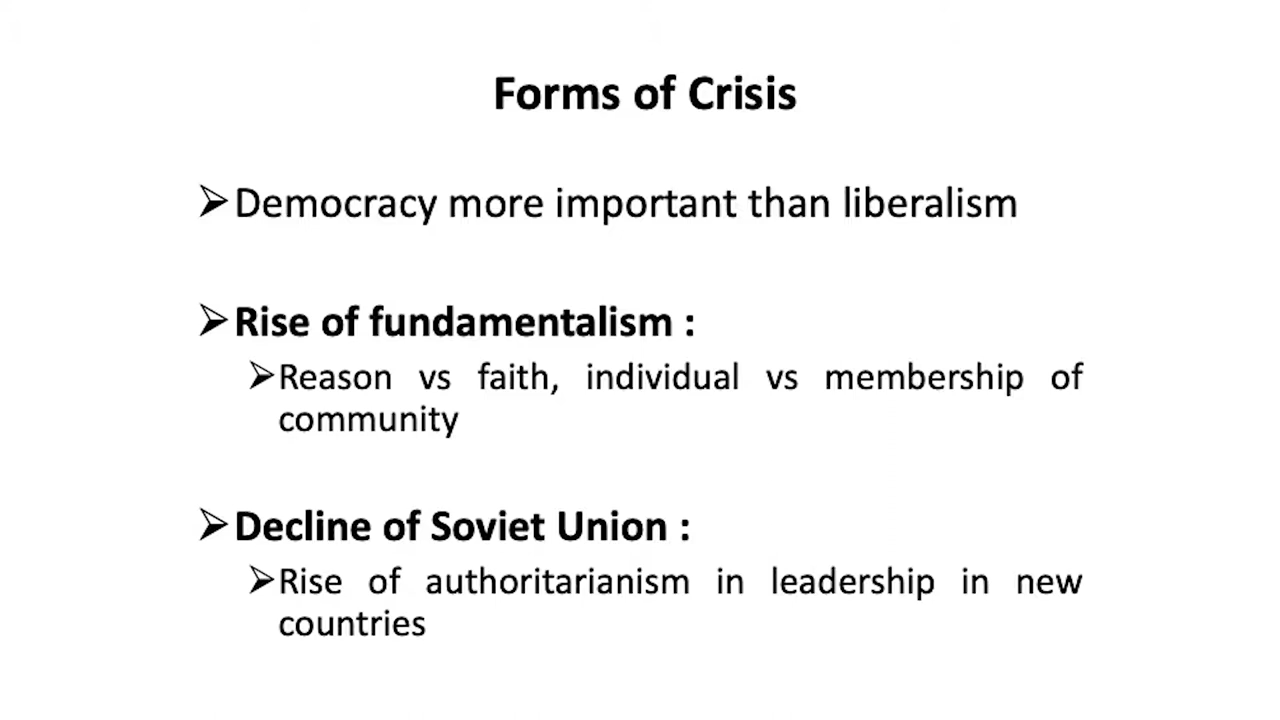 Forms of Crisis
➢Democracy more important than liberalism
➢Rise of fundamentalism :
➢Reason vs faith, individual vs membership of
community
➢Decline of Soviet Union :
➢Rise of authoritarianism in leadership in new
countries